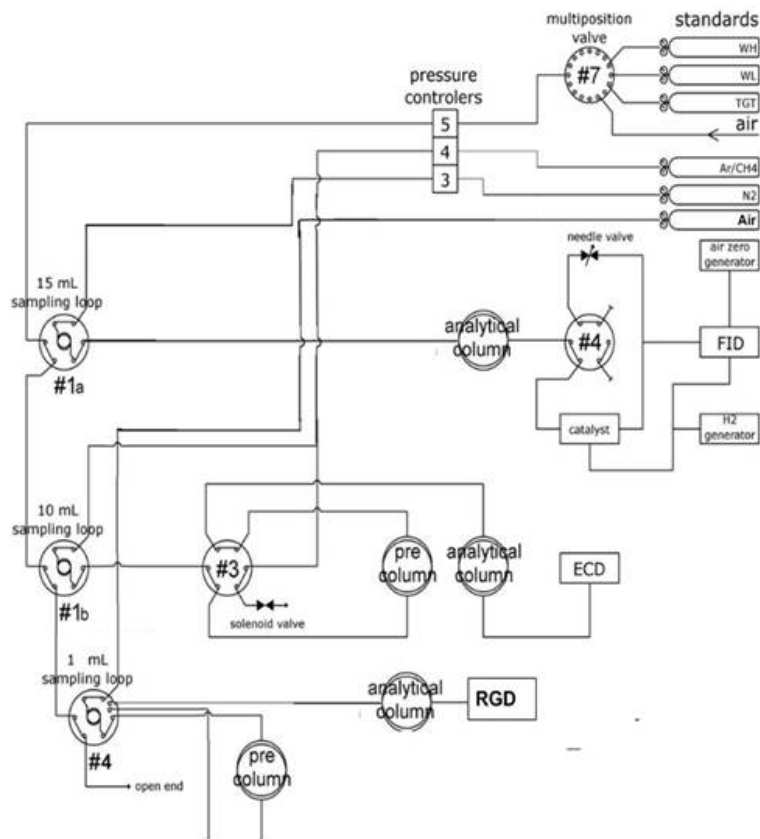 multiposition
valve
standards
#7
WH
WL
TGT
air
pressure
controlers
5
4
3
Ar/CH4
N2
Air
needle valve
air zero
generator
15 mL
sampling loop
#1a
analytical
column
#4
FID
catalyst
H2
generator
10 mL
sampling loop
#1b
#3
pre
column
analytical
column
ECD
solenoid valve
1 mL
sampling loop
#4
analytical
column
RGD
pre
column
open end